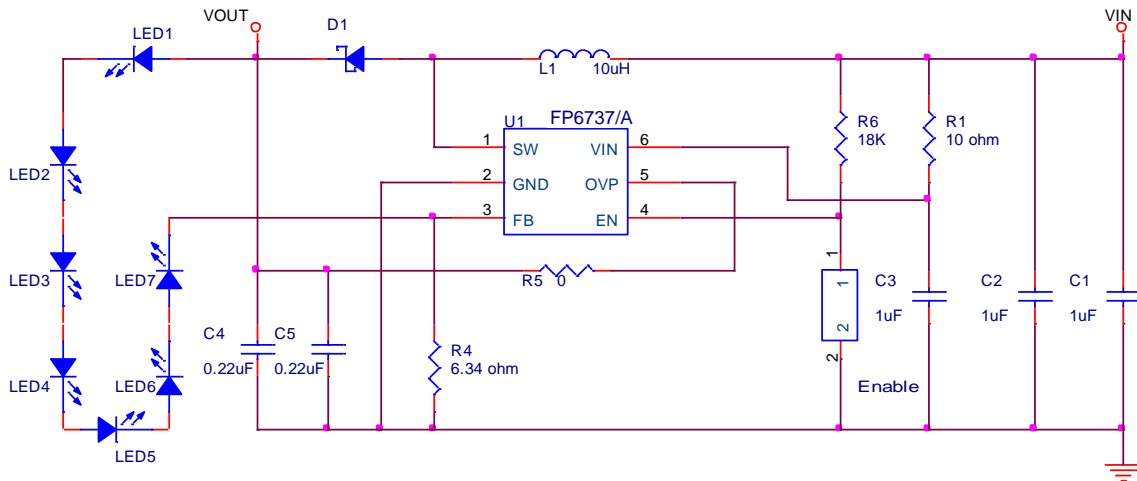 VOUT
D1
VIN
LED1
L1 10uH
U1 FP6737/A
R6
18K
R1
10 ohm
1 SW VIN 6
2 GND OVP 5
3 FB EN 4
LED2
LED3
LED7
R5 0
1
1
2
2
C3
1uF
C2
1uF
C1
1uF
C4
0.22uF
C5
0.22uF
R4
6.34 ohm
LED4
LED6
LED5
Enable